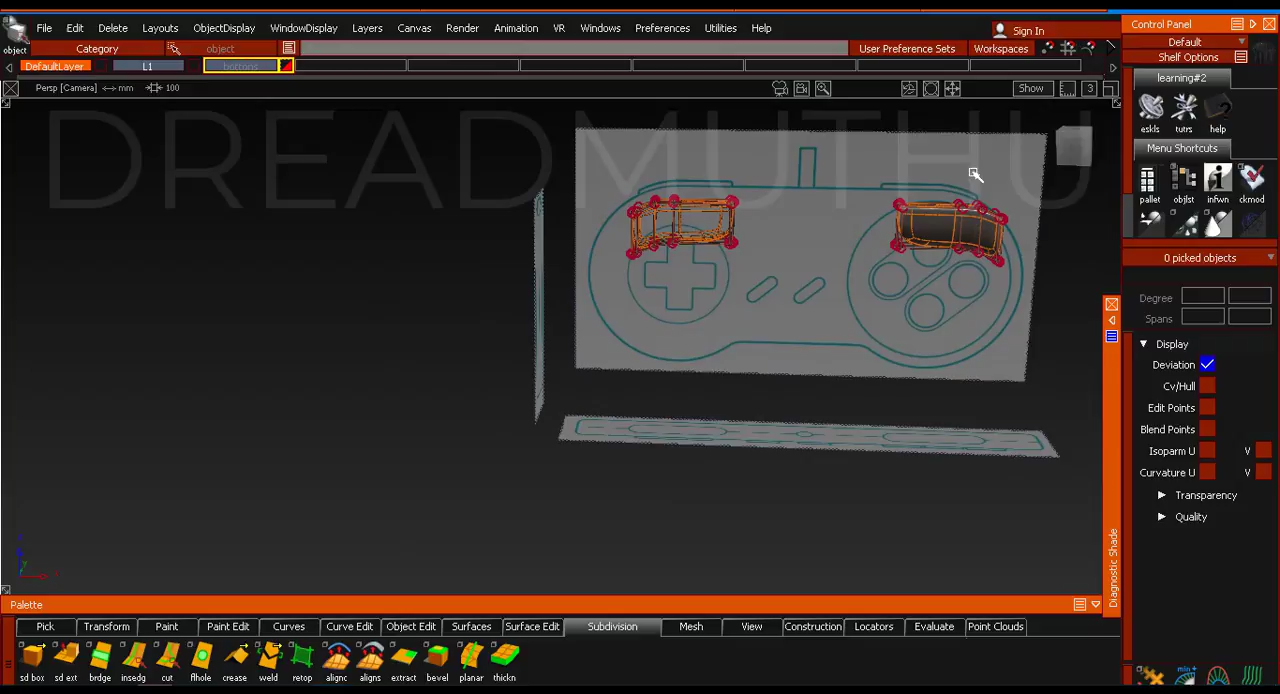 File Edit Delete Layouts ObjectDisplay WindowDisplay Layers Canvas Render Animation VR Windows Preferences Utilities Help
Sign In
Control Panel
Default
object Category object User Preference Sets Workspaces
Shelf Options
DefaultLayer L1 bottons
learning#2
Persp [Camera] mm 100 Show 3
DREADMUTHU
eskls tutrs help
Menu Shortcuts
pallet objlst infwn ckmod
0 picked objects
Degree
Spans
Display
Deviation
Cv/Hull
Edit Points
Blend Points
Isoparm U V
Curvature U V
Transparency
Quality
Diagnostic Shade
Palette
Pick Transform Paint Paint Edit Curves Curve Edit Object Edit Surfaces Surface Edit Subdivision Mesh View Construction Locators Evaluate Point Clouds
sd box sd ext brdge insedg cut flhole crease weld retop alignc aligns extract bevel planar thickn